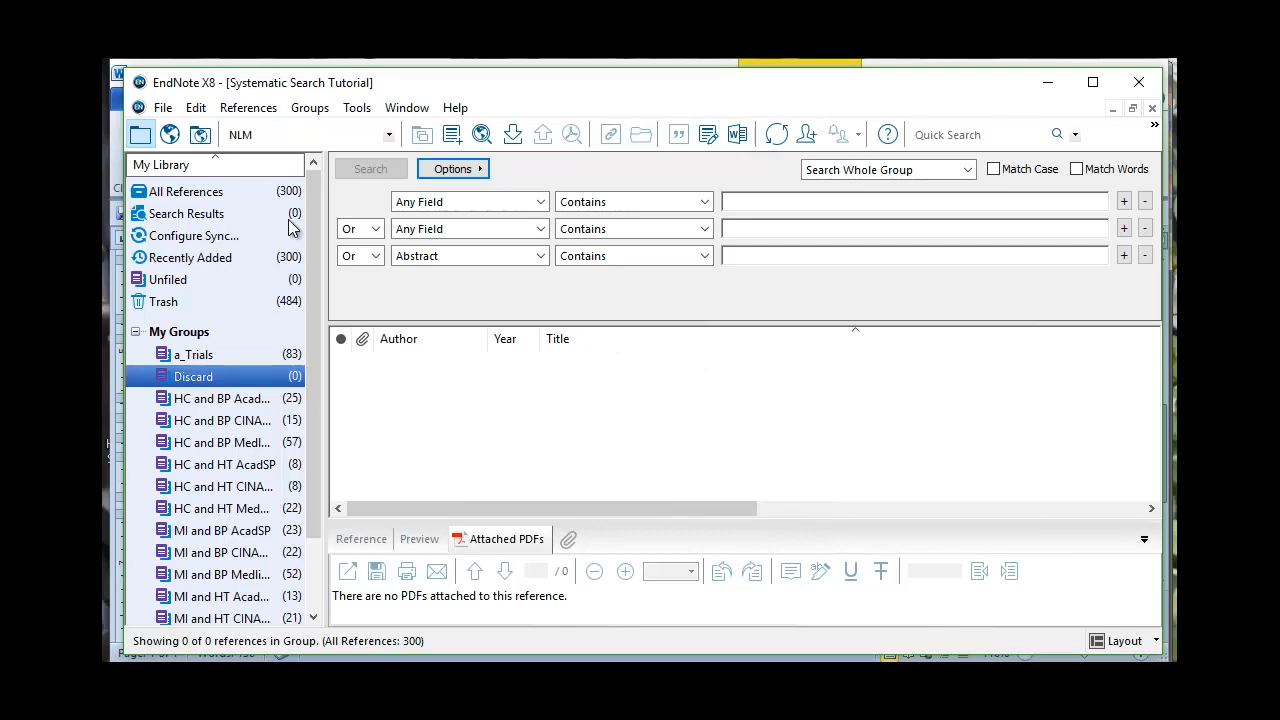 EndNote X8 - [Systematic Search Tutorial]
File Edit References Groups Tools Window Help
NLM
Quick Search
My Library
All References (300)
Search Results (0)
Configure Sync...
Recently Added (300)
Unfiled (0)
Trash (484)
My Groups
a_Trials (83)
Discard (0)
HC and BP Acad... (25)
HC and BP CINA... (15)
HC and BP Medl... (57)
HC and HT AcadSP (8)
HC and HT CINA... (8)
HC and HT Med... (22)
MI and BP AcadSP (23)
MI and BP CINA... (22)
MI and BP Medli... (52)
MI and HT Acad... (13)
MI and HT CINA... (21)
Search Options Search Whole Group Match Case Match Words
Any Field Contains + -
Or Any Field Contains + -
Or Abstract Contains + -
Author Year Title
Reference Preview Attached PDFs
/ 0
There are no PDFs attached to this reference.
Showing 0 of 0 references in Group. (All References: 300)
Layout